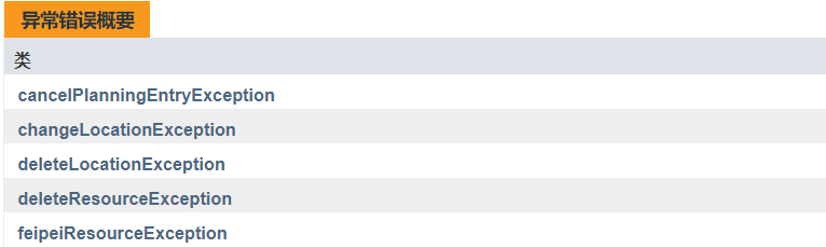 异常错误概要
类
cancelPlanningEntryException
changeLocationException
deleteLocationException
deleteResourceException
feipeiResourceException